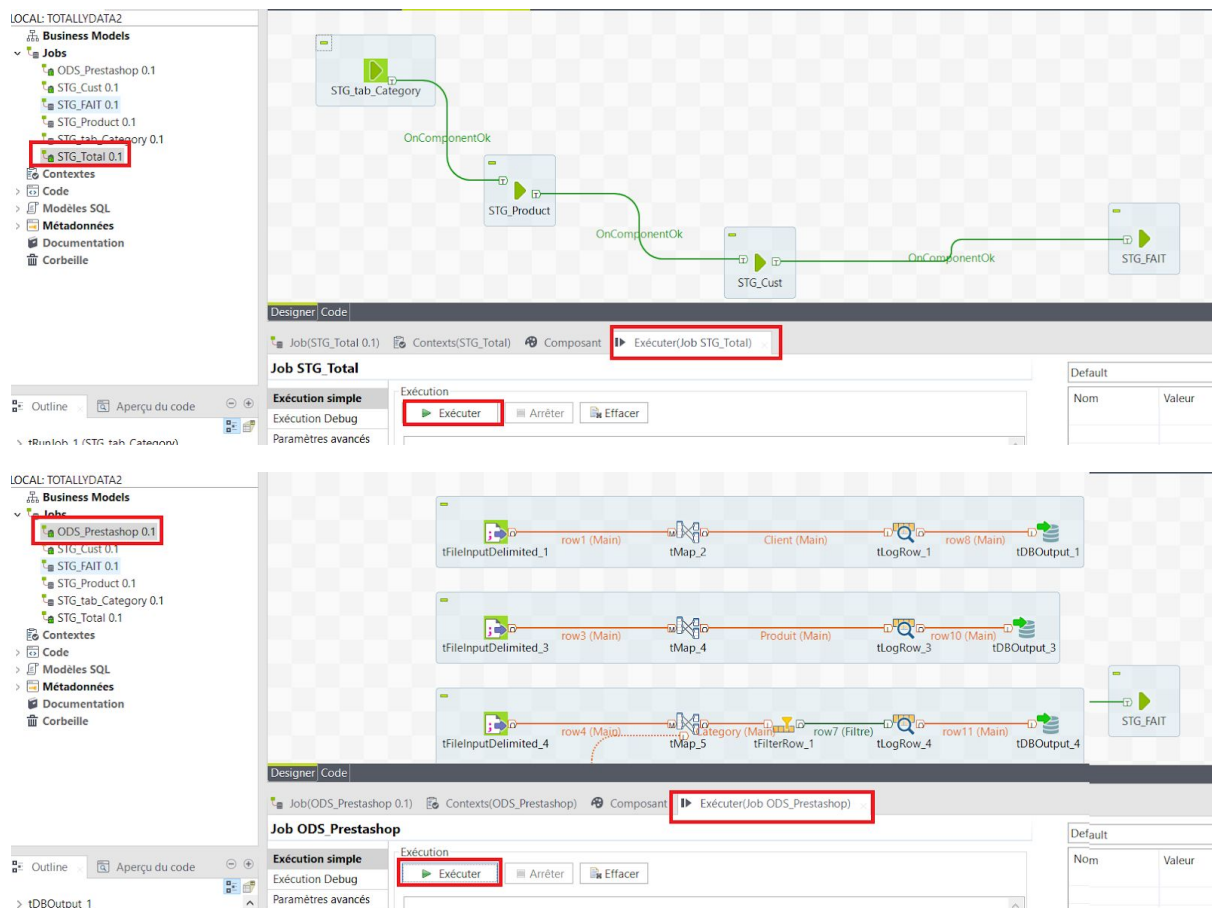 LOCAL: TOTALLYDATA2
Business Models
Jobs
ODS_Prestashop 0.1
STG_Cust 0.1
STG_FAIT 0.1
STG_Product 0.1
STG_tab_Category 0.1
STG_Total 0.1
Contextes
Code
Modèles SQL
Métadonnées
Documentation
Corbeille
Outline
Aperçu du code
tRunJob_1 (STG_tab_Category)
STG_tab_Category
OnComponentOk
STG_Product
OnComponentOk
STG_Cust
OnComponentOk
STG_FAIT
Designer Code
Job(STG_Total 0.1) Contexts(STG_Total) Composant Exécuter(Job STG_Total)
Job STG_Total
Default
Exécution simple
Exécution Debug
Paramètres avancés
Exécution
Exécuter Arrêter Effacer
Nom Valeur
LOCAL: TOTALLYDATA2
Business Models
Jobs
ODS_Prestashop 0.1
STG_Cust 0.1
STG_FAIT 0.1
STG_Product 0.1
STG_tab_Category 0.1
STG_Total 0.1
Contextes
Code
Modèles SQL
Métadonnées
Documentation
Corbeille
Outline
Aperçu du code
tDBOutput_1
tFileInputDelimited_1 row1 (Main) tMap_2 Client (Main) tLogRow_1 row8 (Main) tDBOutput_1
tFileInputDelimited_3 row3 (Main) tMap_4 Produit (Main) tLogRow_3 row10 (Main) tDBOutput_3
tFileInputDelimited_4 row4 (Main) tMap_5 Category (Main) tFilterRow_1 row7 (Filtre) tLogRow_4 row11 (Main) tDBOutput_4
STG_FAIT
Designer Code
Job(ODS_Prestashop 0.1) Contexts(ODS_Prestashop) Composant Exécuter(Job ODS_Prestashop)
Job ODS_Prestashop
Default
Exécution simple
Exécution Debug
Paramètres avancés
Exécution
Exécuter Arrêter Effacer
Nom Valeur